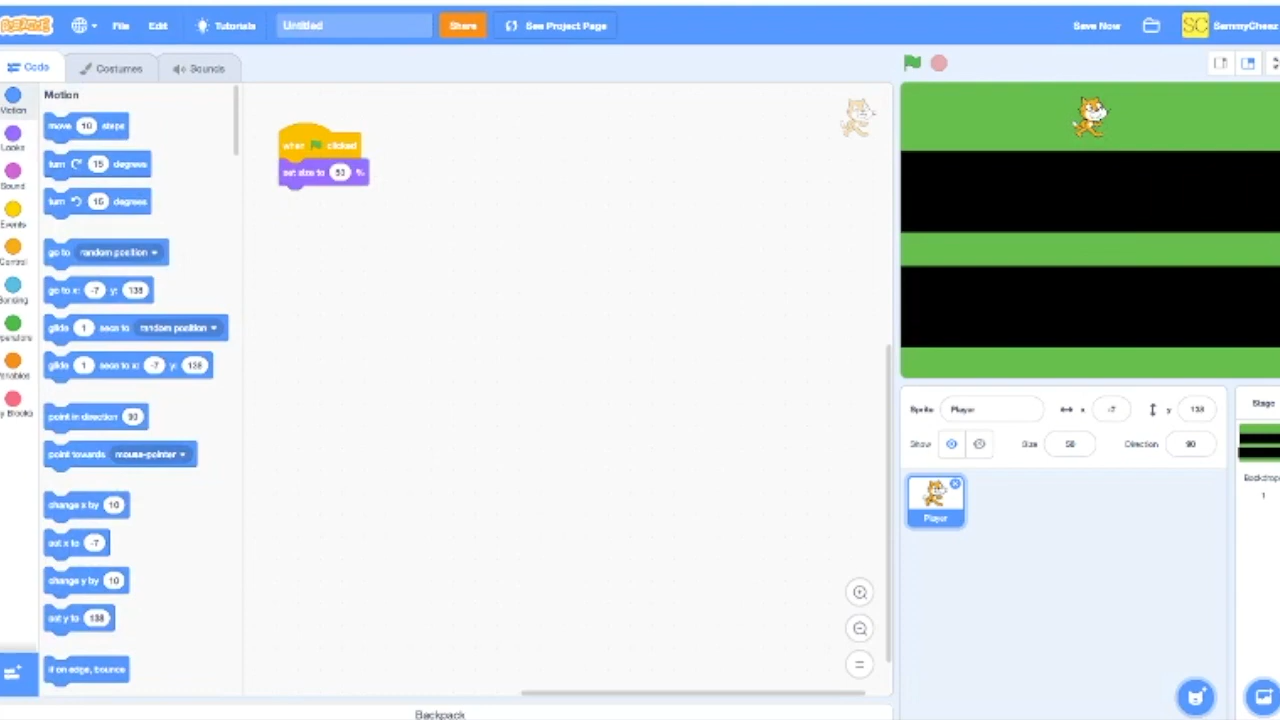 File Edit Tutorials Untitled Share See Project Page Save Now SC
Code Costumes Sounds
Motion
Looks
Sound
Events
Control
Motion
move 10 steps
turn 15 degrees
turn 15 degrees
go to random position
go to x: -7 y: 138
glide 1 secs to random position
glide 1 secs to x: -7 y: 138
point in direction 90
point towards mouse-pointer
change x by 10
set x to -7
change y by 10
set y to 138
if on edge, bounce
when clicked
set size to 50 %
Sprite Player x -7 y 138
Show Size 50 Direction 90
Player
Stage
1
Backpack